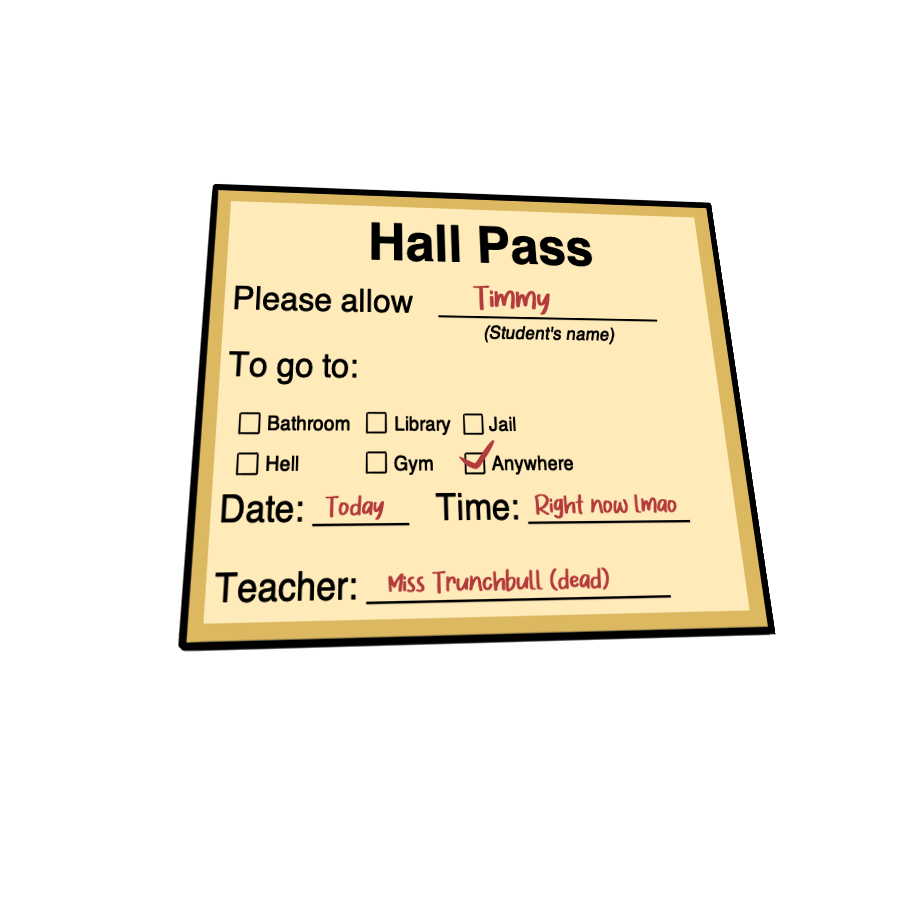 Hall Pass
Please allow Timmy
(Student's name)
To go to:
Bathroom Library Jail
Hell Gym Anywhere
Date: Today Time: Right now lmao
Teacher: Miss Trunchbull (dead)